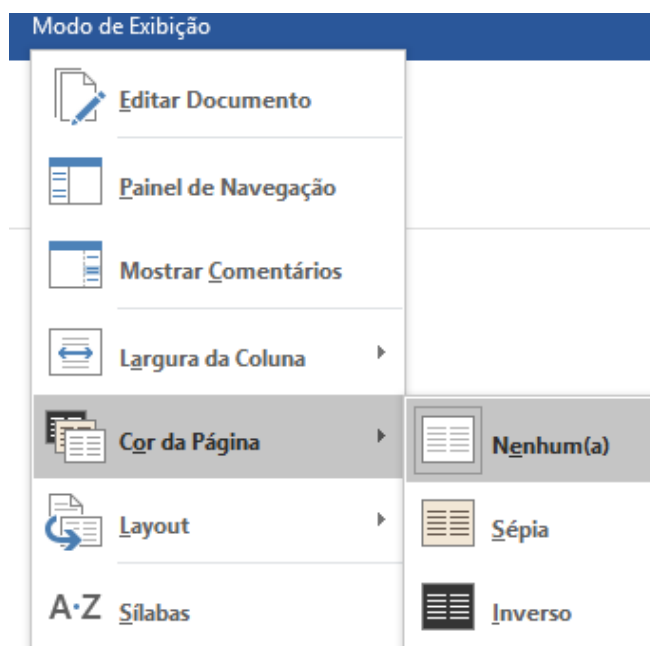 Modo de Exibição
Editar Documento
Painel de Navegação
Mostrar Comentários
Largura da Coluna
Cor da Página
Nenhum(a)
Layout
Sépia
A·Z Sílabas
Inverso